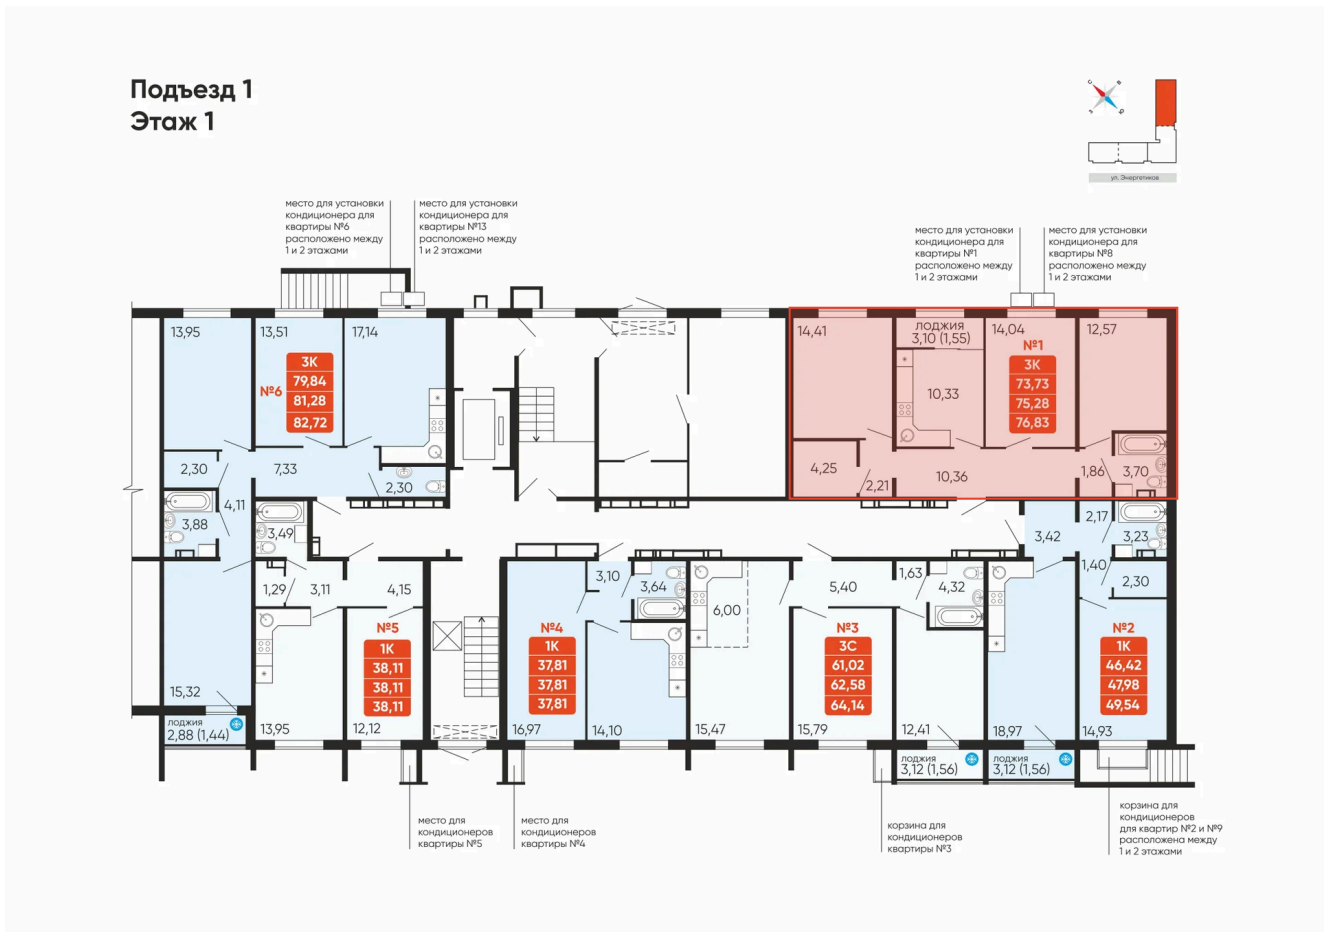 Подъезд 1
Этаж 1
С
В
З
Ю
ул. Энергетиков
место для установки
кондиционера для
квартиры №6
расположено между
1 и 2 этажами
место для установки
кондиционера для
квартиры №13
расположено между
1 и 2 этажами
место для установки
кондиционера для
квартиры №1
расположено между
1 и 2 этажами
место для установки
кондиционера для
квартиры №8
расположено между
1 и 2 этажами
13,95
13,51
17,14
№6
3К
79,84
81,28
82,72
2,30
7,33
2,30
4,11
3,88
3,49
15,32
лоджия
2,88 (1,44)
14,41
лоджия
3,10 (1,55)
14,04
12,57
№1
3К
73,73
75,28
76,83
10,33
4,25
2,21
10,36
1,86
3,70
1,29
3,11
4,15
№5
1К
38,11
38,11
38,11
13,95
12,12
3,10
3,64
№4
1К
37,81
37,81
37,81
16,97
14,10
6,00
5,40
1,63
4,32
№3
3С
61,02
62,58
64,14
15,47
15,79
12,41
лоджия
3,12 (1,56)
3,42
2,17
3,23
1,40
2,30
№2
1К
46,42
47,98
49,54
18,97
14,93
лоджия
3,12 (1,56)
место для
кондиционеров
квартиры №5
место для
кондиционеров
квартиры №4
корзина для
кондиционеров
квартиры №3
корзина для
кондиционеров
для квартир №2 и №9
расположена между
1 и 2 этажами